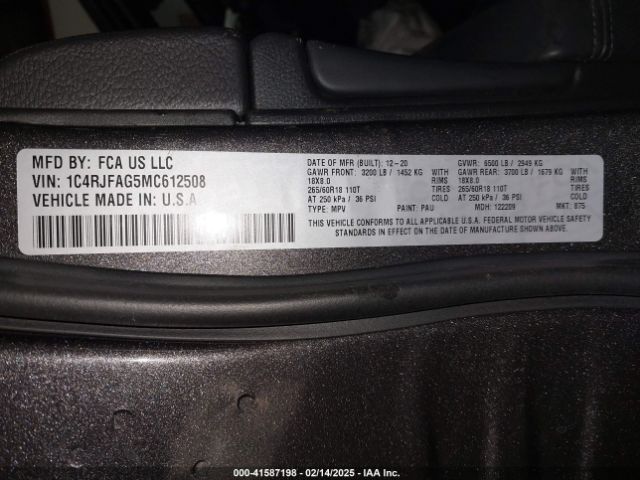 MFD BY: FCA US LLC
VIN: 1C4RJFAG5MC612508
VEHICLE MADE IN: U.S.A
DATE OF MFR (BUILT): 12-20 GVWR: 6500 LB / 2949 KG
GAWR FRONT: 3200 LB / 1452 KG WITH GAWR REAR: 3700 LB / 1679 KG WITH
18X8.0 RIMS 18X8.0 RIMS
265/60R18 110T TIRES 265/60R18 110T TIRES
AT 250 kPa / 36 PSI COLD AT 250 kPa / 36 PSI COLD
TYPE: MPV PAINT: PAU MDH: 122209 MKT: B75
THIS VEHICLE CONFORMS TO ALL APPLICABLE U.S.A. FEDERAL MOTOR VEHICLE SAFETY
STANDARDS IN EFFECT ON THE DATE OF MANUFACTURE SHOWN ABOVE.
000-41587198 - 02/14/2025 - IAA Inc.